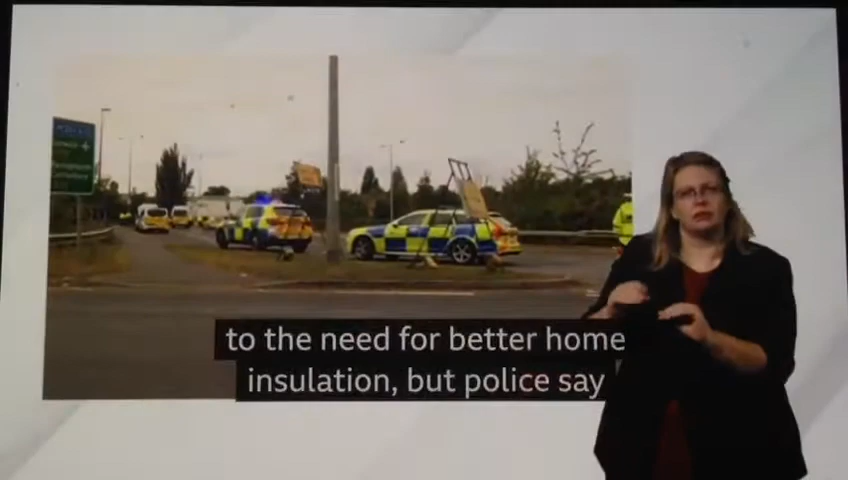 to the need for better home
insulation, but police say